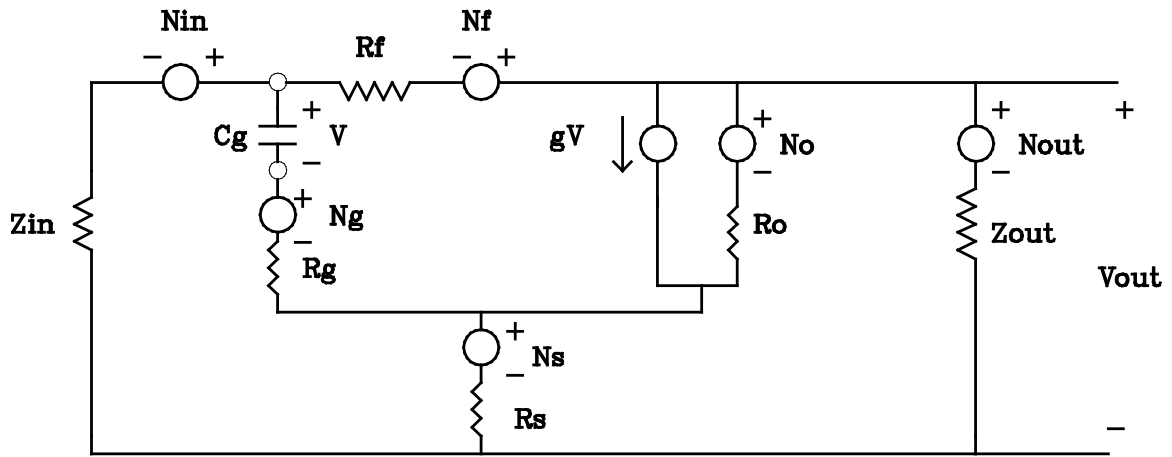 Nin
Nf
Rf
− +
− +
+
Cg
V
−
gV
+
No
−
+
Nout
−
+
Zin
+
Ng
−
Rg
Ro
Zout
Vout
+
Ns
−
Rs
−